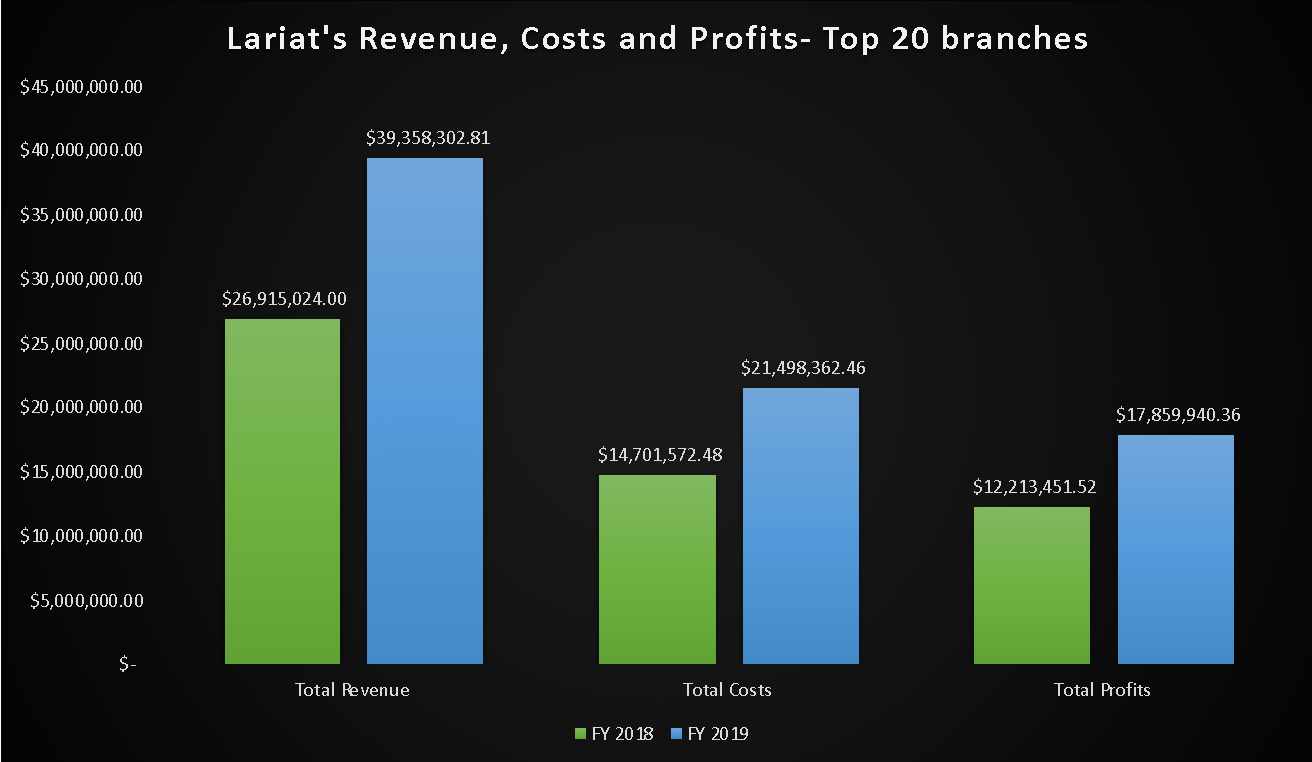 Lariat's Revenue, Costs and Profits- Top 20 branches
$45,000,000.00
$40,000,000.00
$35,000,000.00
$30,000,000.00
$25,000,000.00
$20,000,000.00
$15,000,000.00
$10,000,000.00
$5,000,000.00
$-
$26,915,024.00
$39,358,302.81
$14,701,572.48
$21,498,362.46
$12,213,451.52
$17,859,940.36
Total Revenue
Total Costs
Total Profits
FY 2018
FY 2019